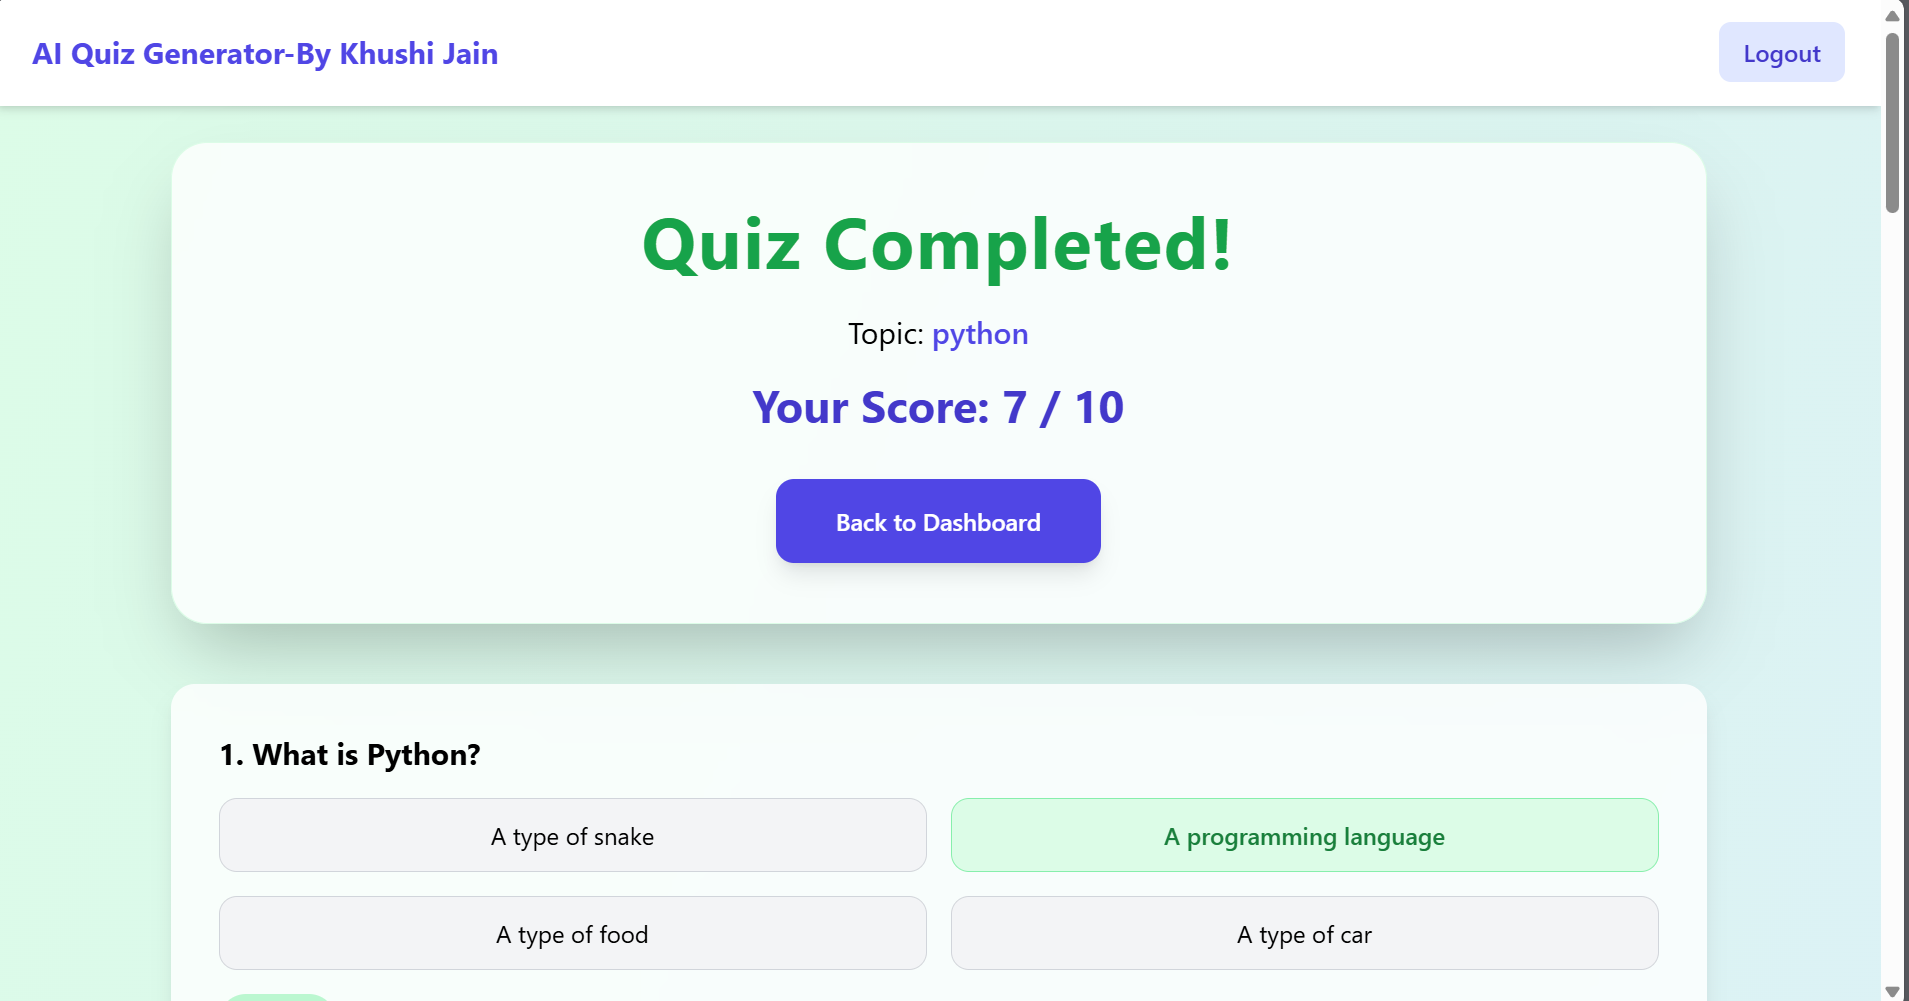 AI Quiz Generator-By Khushi Jain
Logout
Quiz Completed!
Topic: python
Your Score: 7 / 10
Back to Dashboard
1. What is Python?
A type of snake
A programming language
A type of food
A type of car